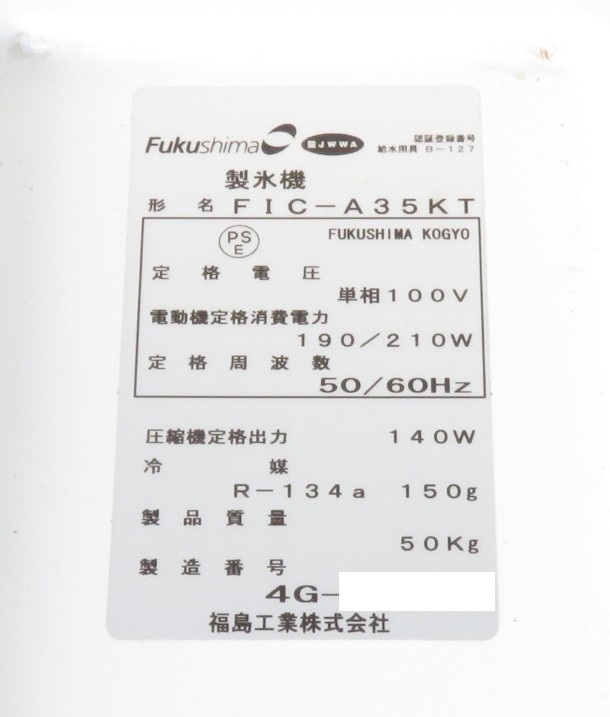 Fukushima JWWA 認証登録番号
給水用具 B-127
製氷機
形名 FIC-A35KT
PS E FUKUSHIMA KOGYO
定格電圧
単相100V
電動機定格消費電力
190/210W
定格周波数
50/60Hz
圧縮機定格出力 140W
冷媒
R-134a 150g
製品質量
50Kg
製造番号
4G-
福島工業株式会社